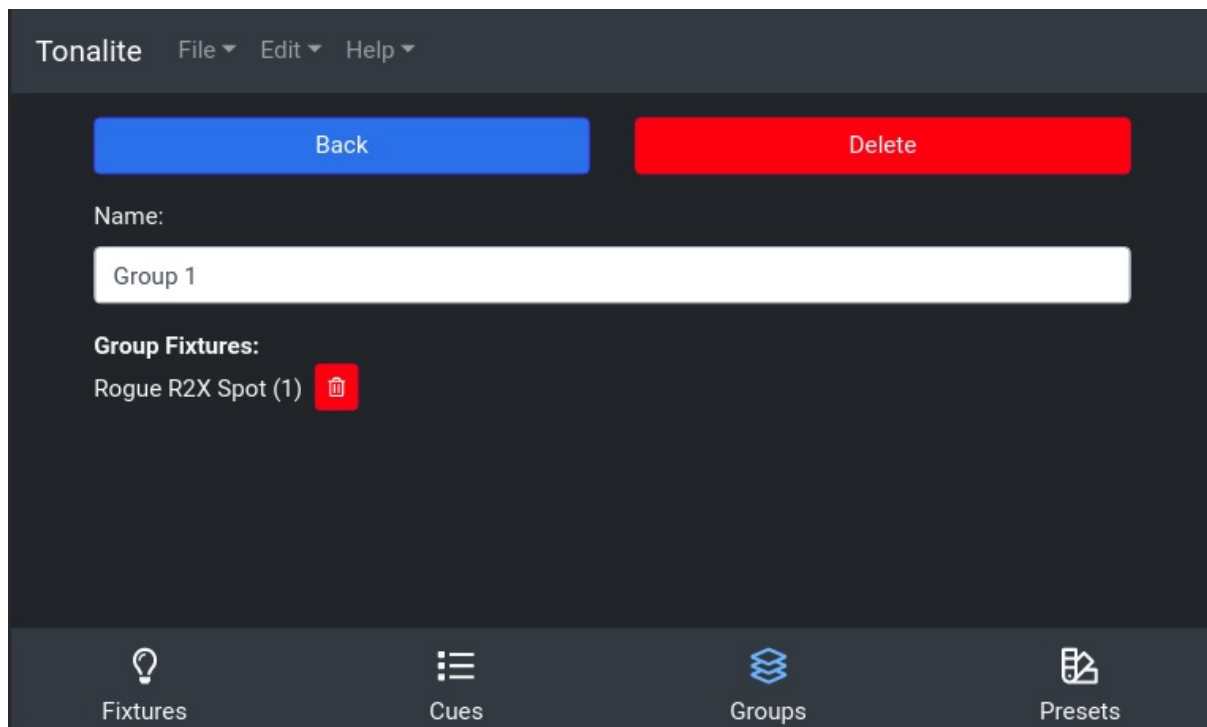 Tonalite File Edit Help
Back Delete
Name:
Group 1
Group Fixtures:
Rogue R2X Spot (1)
Fixtures Cues Groups Presets